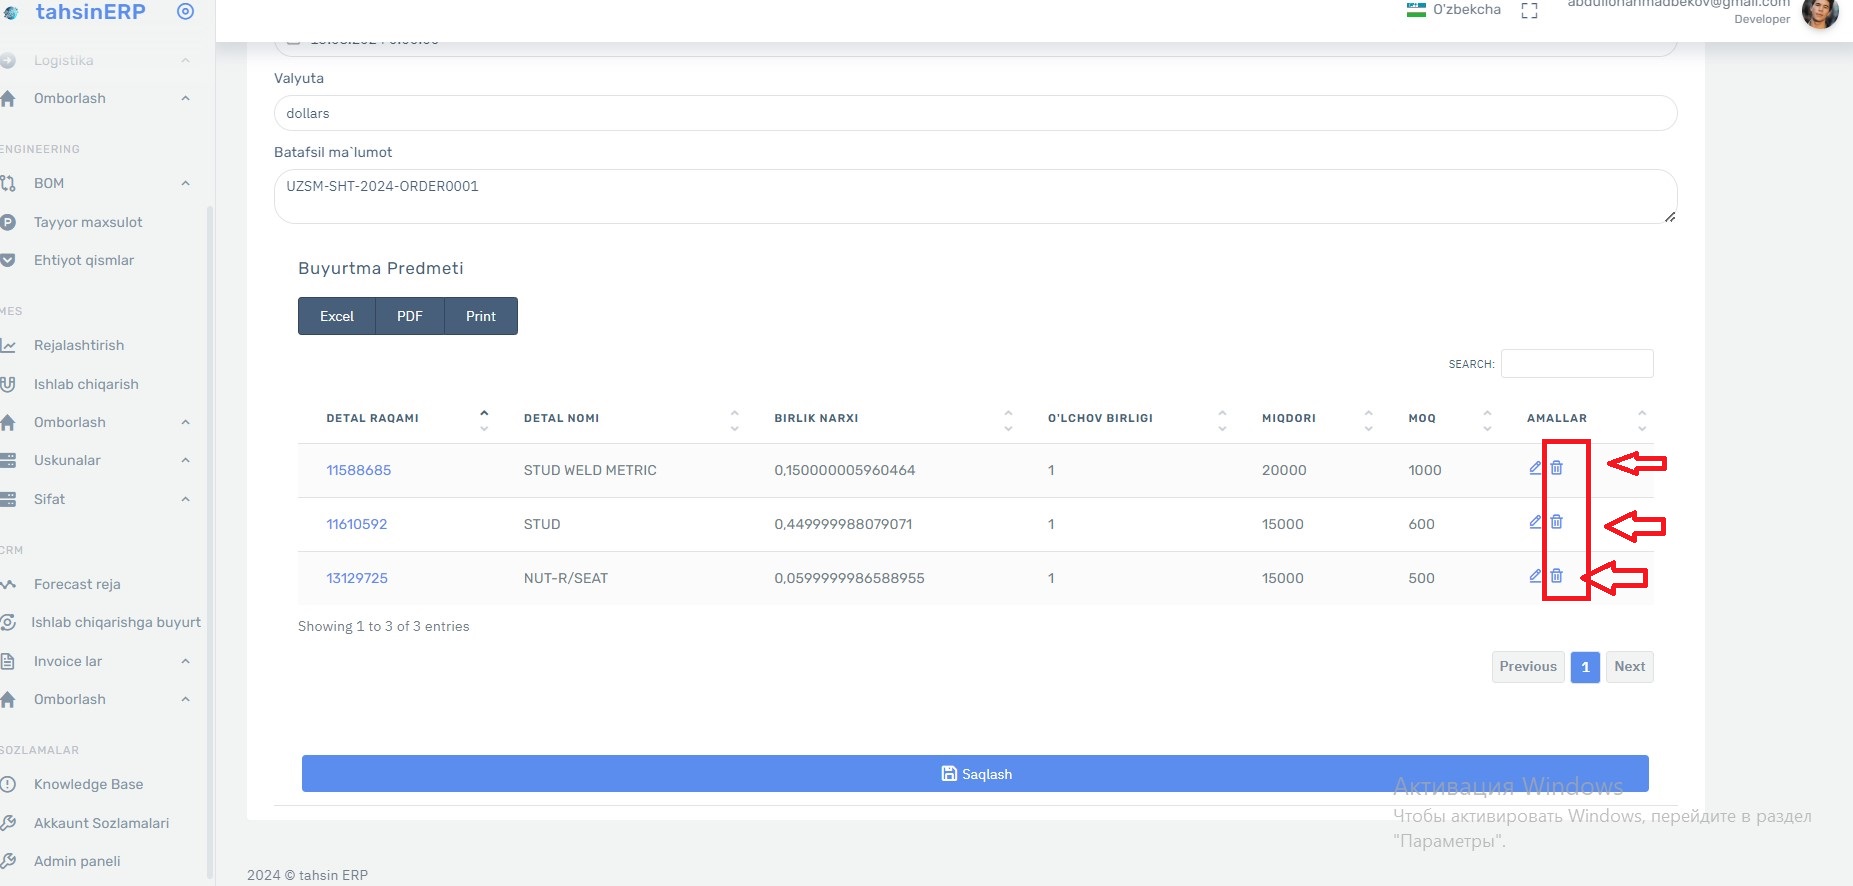 tahsinERP
O'zbekcha
abdullohahmadbekov@gmail.com
Developer
Logistika
Omborlash
ENGINEERING
BOM
Tayyor maxsulot
Ehtiyot qismlar
MES
Rejalashtirish
Ishlab chiqarish
Omborlash
Uskunalar
Sifat
CRM
Forecast reja
Ishlab chiqarishga buyurt
Invoice lar
Omborlash
SOZLAMALAR
Knowledge Base
Akkaunt Sozlamalari
Admin paneli
Valyuta
dollars
Batafsil ma`lumot
UZSM-SHT-2024-ORDER0001
Buyurtma Predmeti
Excel PDF Print
SEARCH:
DETAL RAQAMI DETAL NOMI BIRLIK NARXI O'LCHOV BIRLIGI MIQDORI MOQ AMALLAR
11588685 STUD WELD METRIC 0,150000005960464 1 20000 1000
11610592 STUD 0,449999988079071 1 15000 600
13129725 NUT-R/SEAT 0,0599999986588955 1 15000 500
Showing 1 to 3 of 3 entries
Previous 1 Next
Saqlash
Активация Windows
Чтобы активировать Windows, перейдите в раздел
"Параметры".
2024 © tahsin ERP